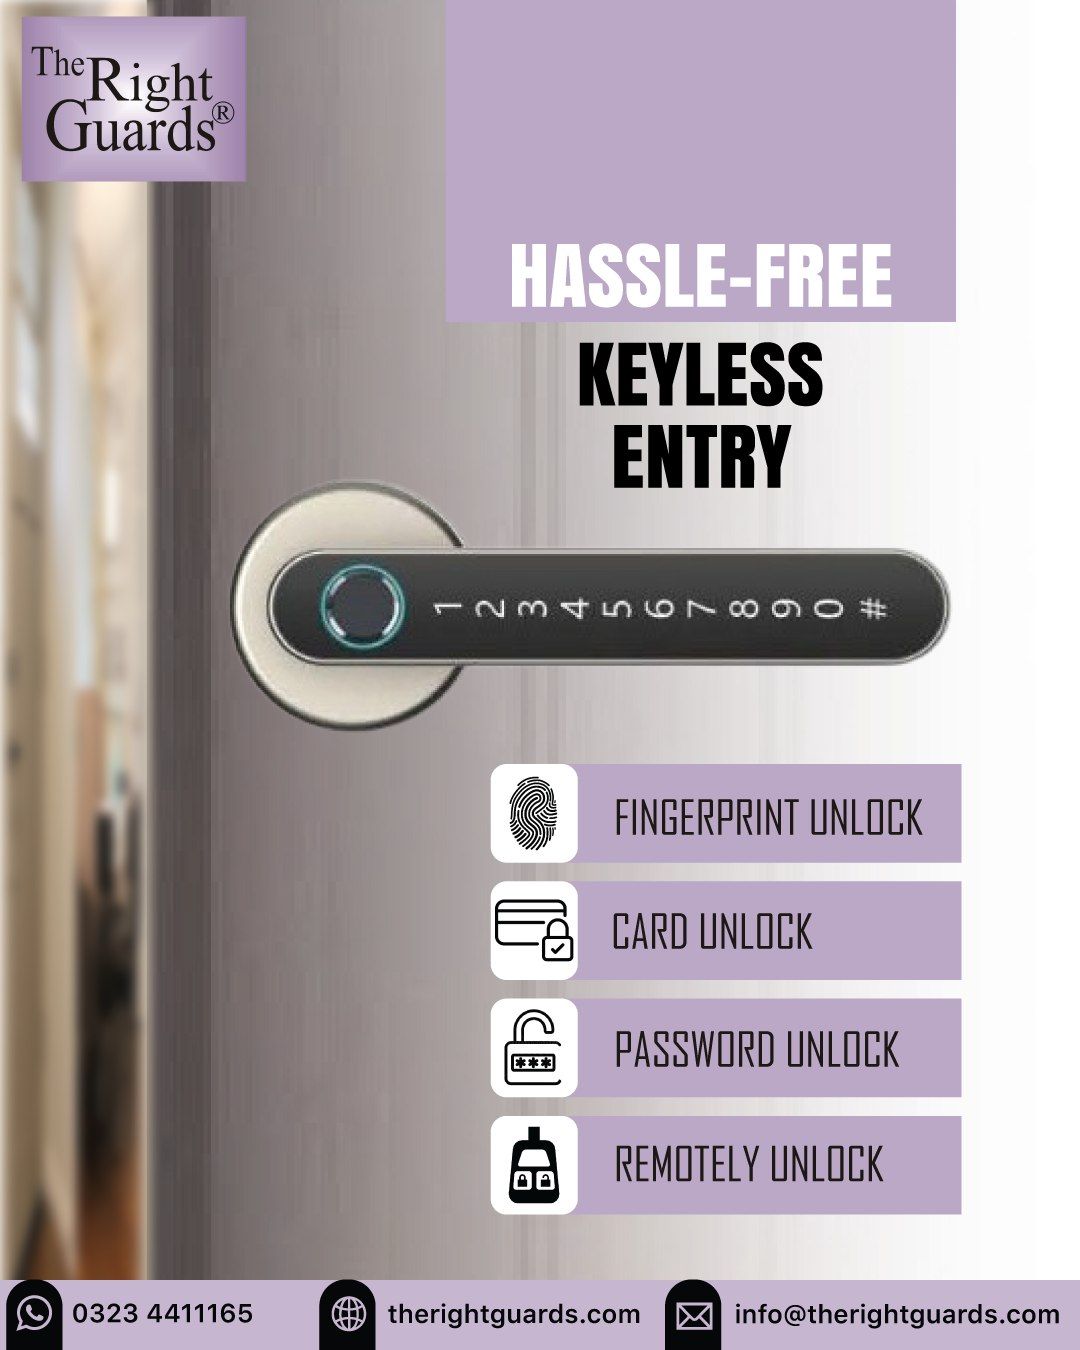 The Right
Guards®
HASSLE-FREE
KEYLESS
ENTRY
1 2 3 4 5 6 7 8 9 0 #
FINGERPRINT UNLOCK
CARD UNLOCK
***
PASSWORD UNLOCK
REMOTELY UNLOCK
0323 4411165
therightguards.com
info@therightguards.com